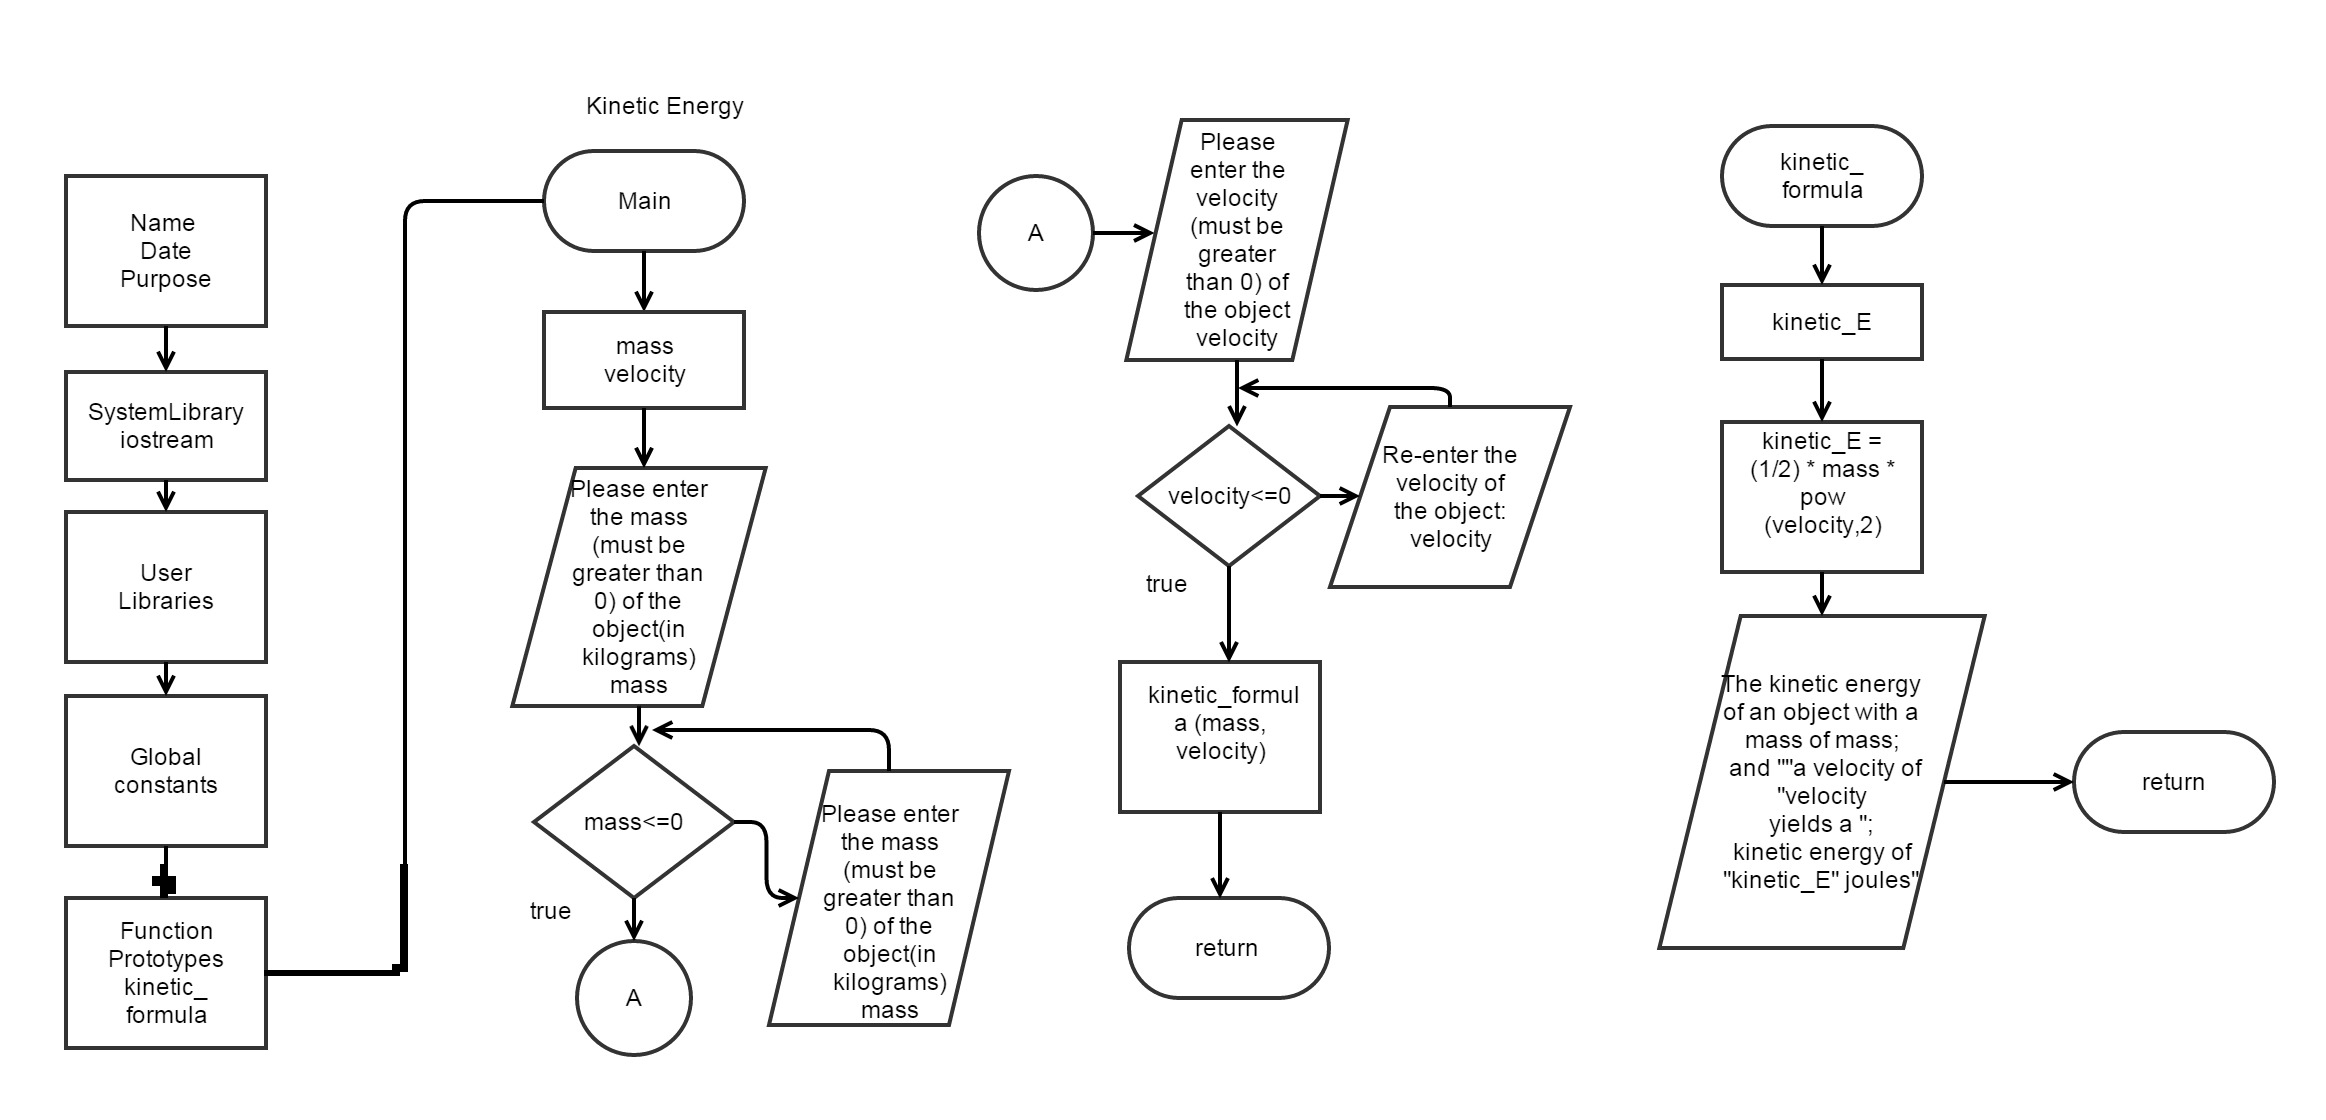 Kinetic Energy
Name
Date
Purpose
SystemLibrary
iostream
User
Libraries
Global
constants
Function
Prototypes
kinetic_
formula
Main
mass
velocity
Please enter
the mass
(must be
greater than
0) of the
object(in
kilograms)
mass
mass<=0
true
A
Please enter
the mass
(must be
greater than
0) of the
object(in
kilograms)
mass
A
Please
enter the
velocity
(must be
greater
than 0) of
the object
velocity
velocity<=0
true
Re-enter the
velocity of
the object:
velocity
kinetic_formul
a (mass,
velocity)
return
kinetic_
formula
kinetic_E
kinetic_E =
(1/2) * mass *
pow
(velocity,2)
The kinetic energy
of an object with a
mass of mass;
and ""a velocity of
"velocity
yields a ";
kinetic energy of
"kinetic_E" joules"
return